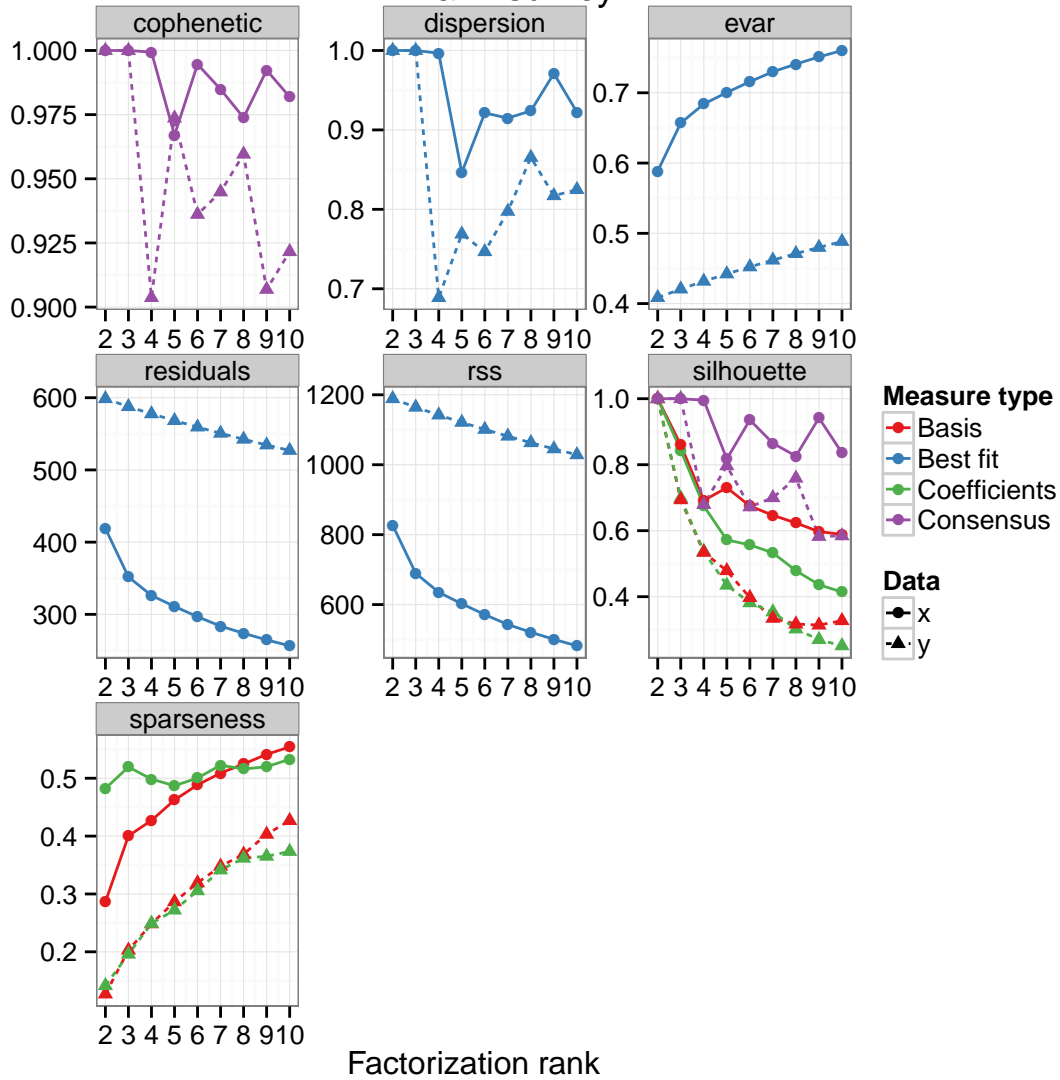 cophenetic
dispersion
evar
1.000
0.975
0.950
0.925
0.900
1.0
0.9
0.8
0.7
0.7
0.6
0.5
0.4
2 3 4 5 6 7 8 9 10
2 3 4 5 6 7 8 9 10
2 3 4 5 6 7 8 9 10
residuals
rss
silhouette
600
500
400
300
1200
1000
800
600
1.0
0.8
0.6
0.4
2 3 4 5 6 7 8 9 10
2 3 4 5 6 7 8 9 10
2 3 4 5 6 7 8 9 10
Measure type
Basis
Best fit
Coefficients
Consensus
Data
x
y
sparseness
0.5
0.4
0.3
0.2
2 3 4 5 6 7 8 9 10
Factorization rank